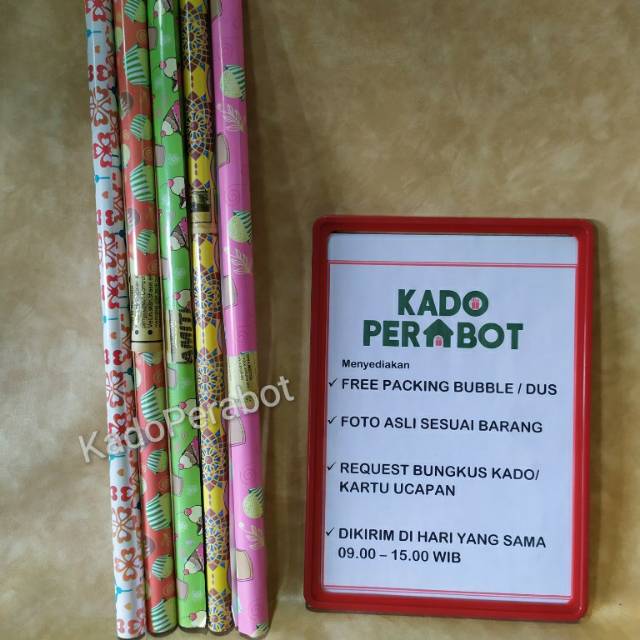 KADO
PERABOT
Menyediakan
✓ FREE PACKING BUBBLE / DUS
✓ FOTO ASLI SESUAI BARANG
✓ REQUEST BUNGKUS KADO/
KARTU UCAPAN
✓ DIKIRIM DI HARI YANG SAMA
09.00 – 15.00 WIB
KadoPerabot